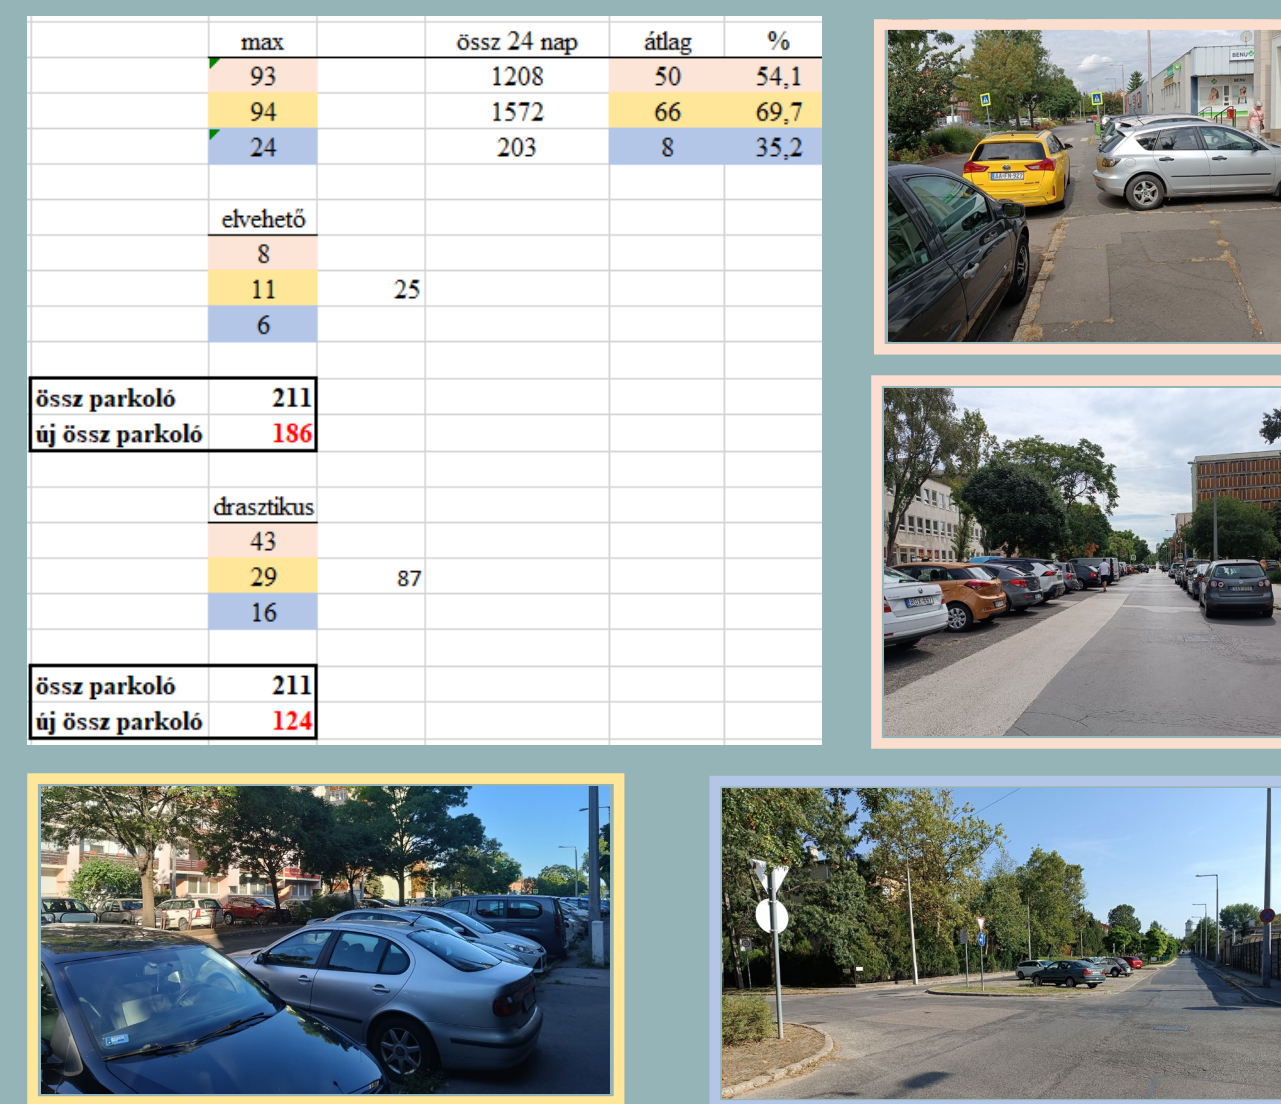 max össz 24 nap átlag %
93 1208 50 54,1
94 1572 66 69,7
24 203 8 35,2
elvehető
8
11 25
6
össz parkoló 211
új össz parkoló 186
drasztikus
43
29 87
16
össz parkoló 211
új össz parkoló 124
BENU